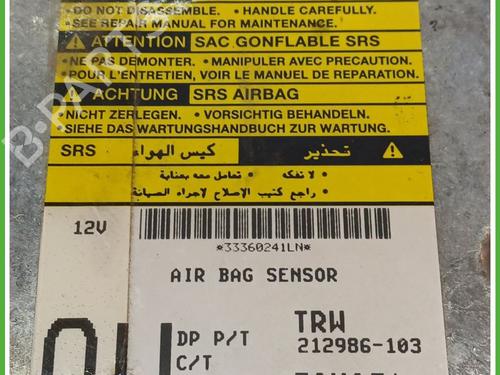 •DO NOT DISASSEMBLE. •HANDLE CAREFULLY.
•SEE REPAIR MANUAL FOR MAINTENANCE.
ATTENTION SAC GONFLABLE SRS
•NE PAS DEMONTER. •MANIPULER AVEC PRECAUTION.
•POUR L'ENTRETIEN, VOIR LE MANUEL DE REPARATION.
ACHTUNG SRS AIRBAG
•NICHT ZERLEGEN. •VORSICHTIG BEHANDELN.
SIEHE DAS WARTUNGSHANDBUCH ZUR WARTUNG.
تحذير كيس الهواء SRS
• لا تفكه • تعامل معه بعناية
• راجع كتيب الإصلاح لاجراء الصيانة
12V
*33360241LN*
AIR BAG SENSOR
DP P/T TRW
C/T 212986-103
B-PARTS